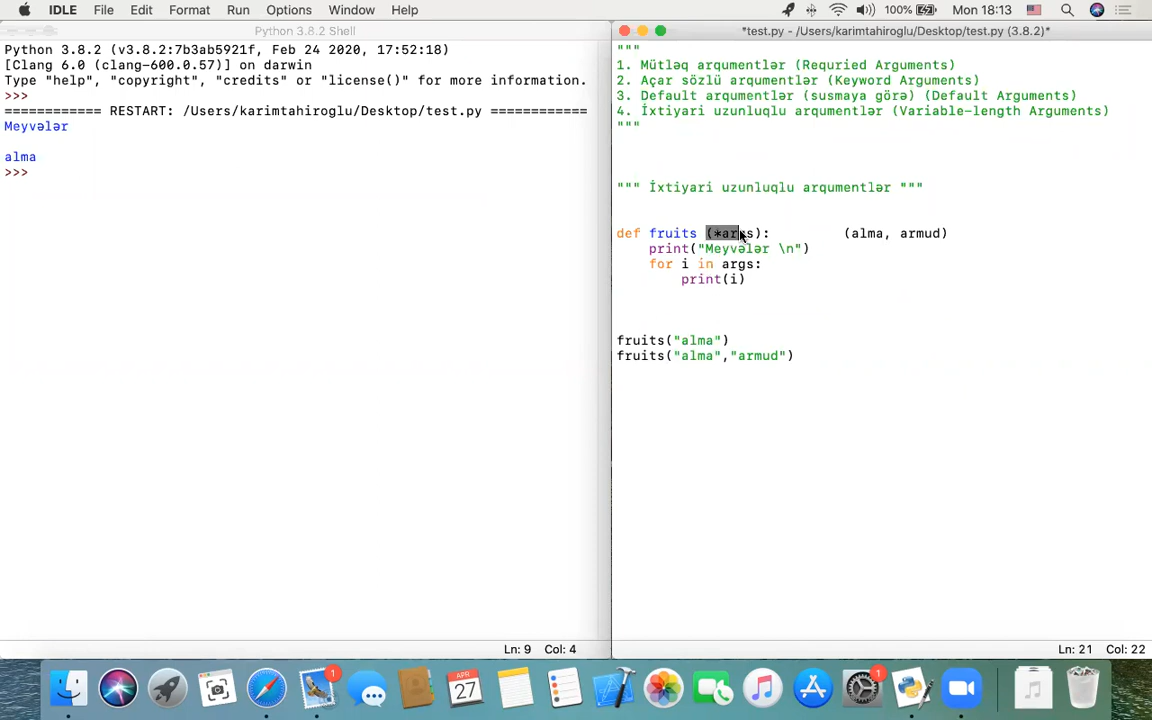 IDLE File Edit Format Run Options Window Help 100% Mon 18:13
Python 3.8.2 Shell
Python 3.8.2 (v3.8.2:7b3ab5921f, Feb 24 2020, 17:52:18)
[Clang 6.0 (clang-600.0.57)] on darwin
Type "help", "copyright", "credits" or "license()" for more information.
>>>
=========== RESTART: /Users/karimtahiroglu/Desktop/test.py ============
Meyvələr
alma
>>>
Ln: 9 Col: 4
*test.py - /Users/karimtahiroglu/Desktop/test.py (3.8.2)*
"""
1. Mütləq arqumentlər (Requried Arguments)
2. Açar sözlü arqumentlər (Keyword Arguments)
3. Default arqumentlər (susmaya görə) (Default Arguments)
4. İxtiyari uzunluqlu arqumentlər (Variable-length Arguments)
"""
""" İxtiyari uzunluqlu arqumentlər """
def fruits (*args): (alma, armud)
print("Meyvələr \n")
for i in args:
print(i)
fruits("alma")
fruits("alma","armud")
Ln: 21 Col: 22
1
APR
27
1